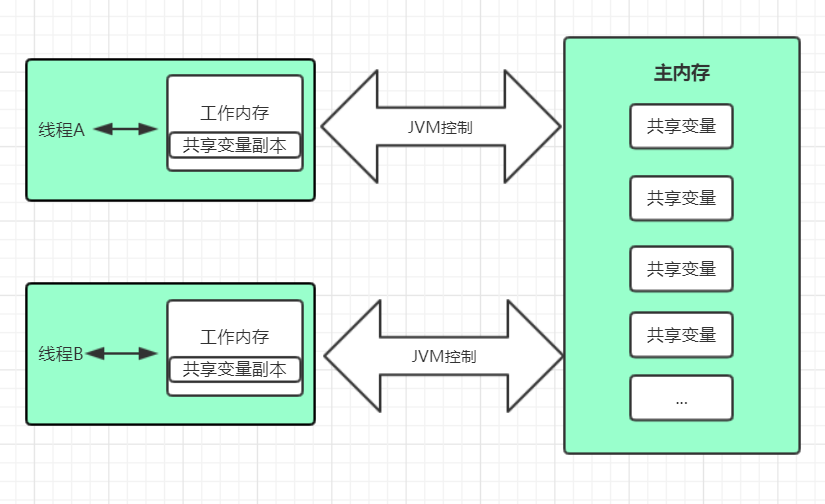 线程A
工作内存
共享变量副本
JVM控制
主内存
共享变量
共享变量
共享变量
共享变量
...
线程B
工作内存
共享变量副本
JVM控制